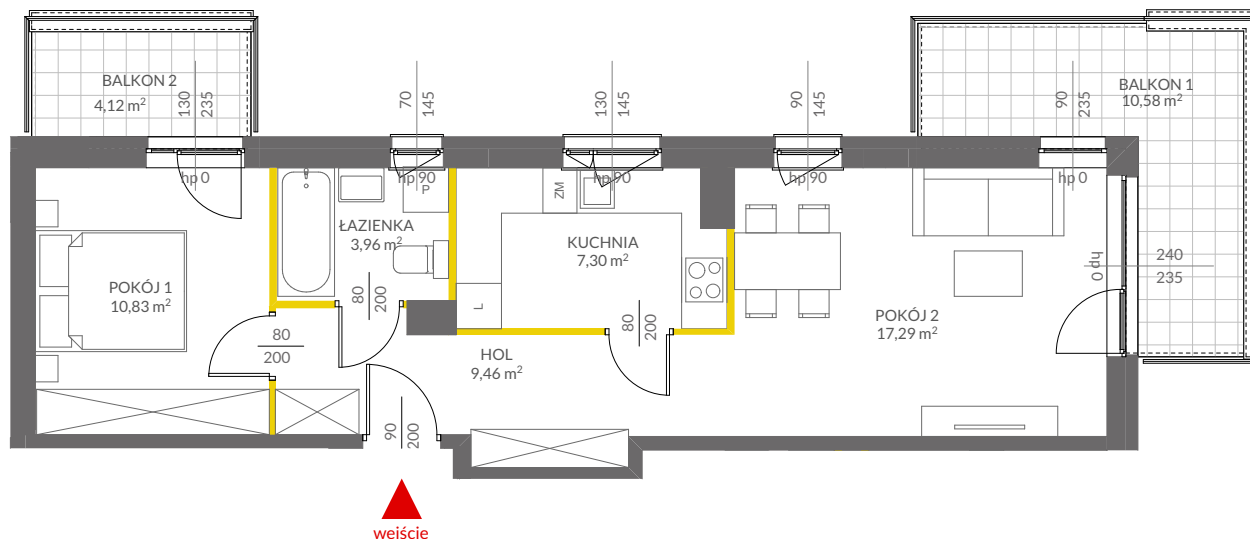 BALKON 2
4,12 m²
130
235
70
145
130
145
90
145
90
235
BALKON 1
10,58 m²
hp 0
hp 90
P
hp 90
ZM
hp 90
hp 0
ŁAZIENKA
3,96 m²
KUCHNIA
7,30 m²
hp 0
240
235
POKÓJ 1
10,83 m²
80
200
L
POKÓJ 2
17,29 m²
80
200
80
200
HOL
9,46 m²
90
200
weiście